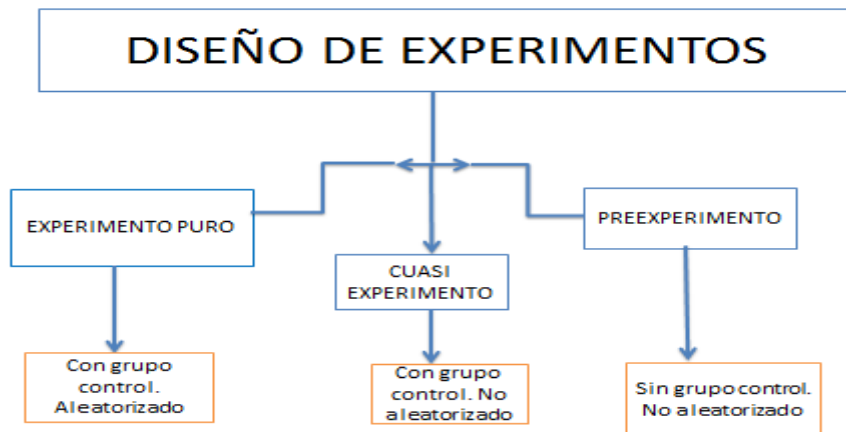 DISEÑO DE EXPERIMENTOS
EXPERIMENTO PURO
CUASI
EXPERIMENTO
PREEXPERIMENTO
Con grupo
control.
Aleatorizado
Con grupo
control. No
aleatorizado
Sin grupo control.
No aleatorizado